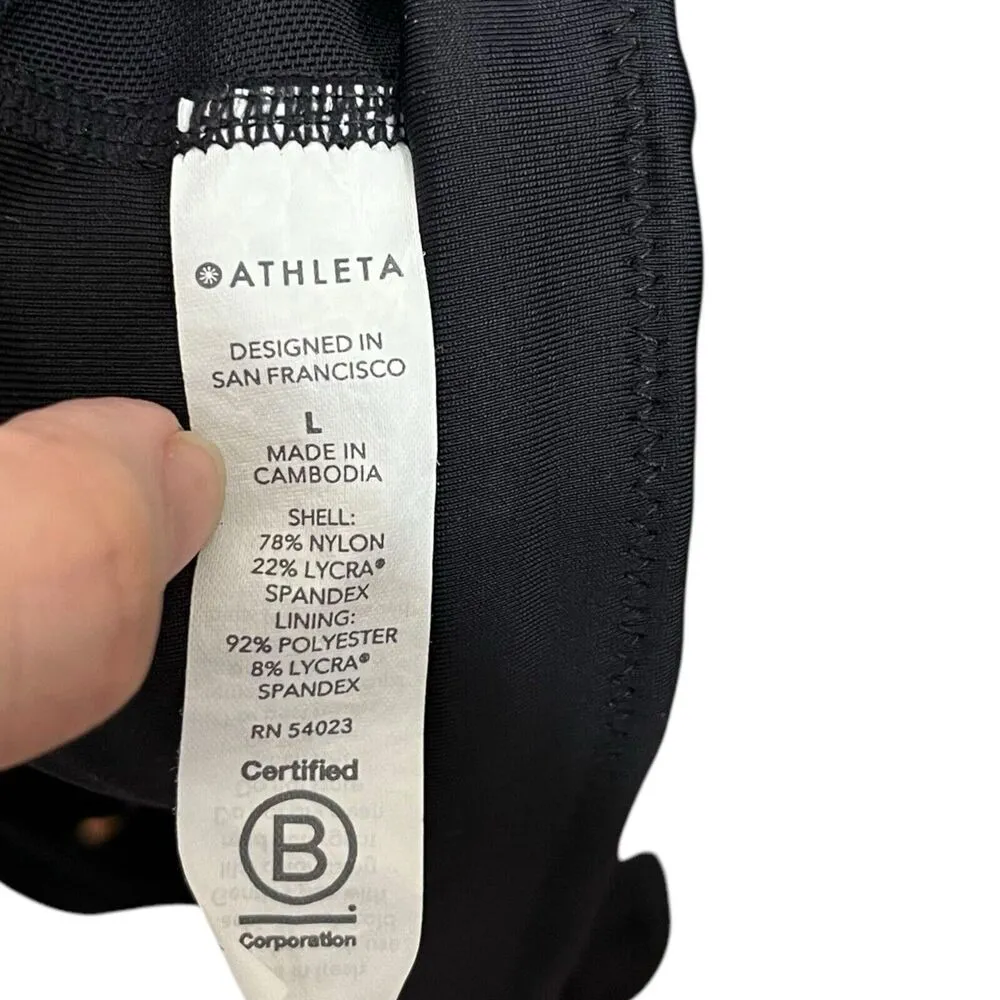 ATHLETA
DESIGNED IN
SAN FRANCISCO
L
MADE IN
CAMBODIA
SHELL:
78% NYLON
22% LYCRA®
SPANDEX
LINING:
92% POLYESTER
8% LYCRA®
SPANDEX
RN 54023
Certified
B
Corporation